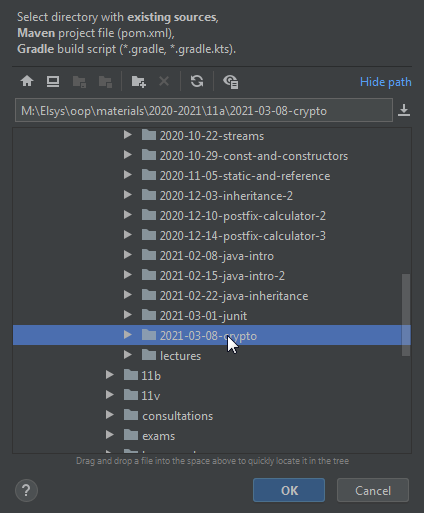 Select directory with existing sources,
Maven project file (pom.xml),
Gradle build script (*.gradle, *.gradle.kts).
Hide path
M:\Elsys\oop\materials\2020-2021\11a\2021-03-08-crypto
2020-10-22-streams
2020-10-29-const-and-constructors
2020-11-05-static-and-reference
2020-12-03-inheritance-2
2020-12-10-postfix-calculator-2
2020-12-14-postfix-calculator-3
2021-02-08-java-intro
2021-02-15-java-intro-2
2021-02-22-java-inheritance
2021-03-01-junit
2021-03-08-crypto
lectures
11b
11v
consultations
exams
Drag and drop a file into the space above to quickly locate it in the tree
?
OK
Cancel